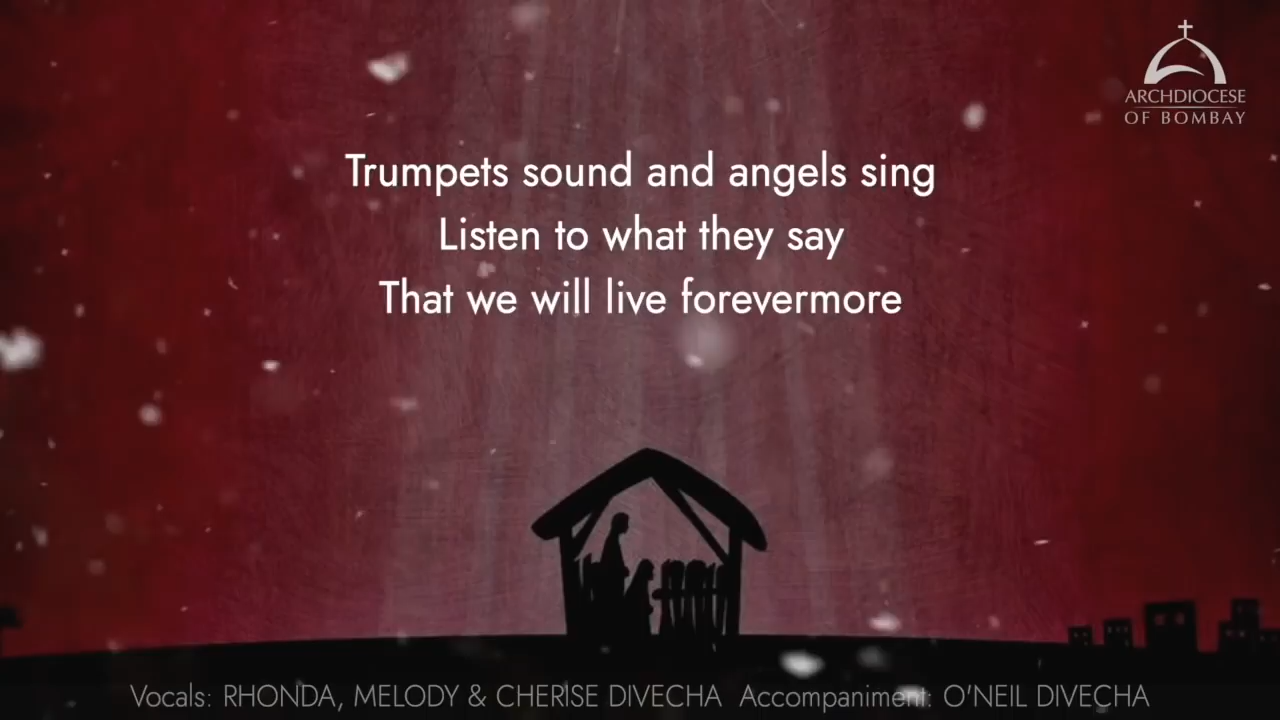 ARCHDIOCESE
OF BOMBAY
Trumpets sound and angels sing
Listen to what they say
That we will live forevermore
Vocals: RHONDA, MELODY & CHERISE DIVECHA Accompaniment: O'NEIL DIVECHA